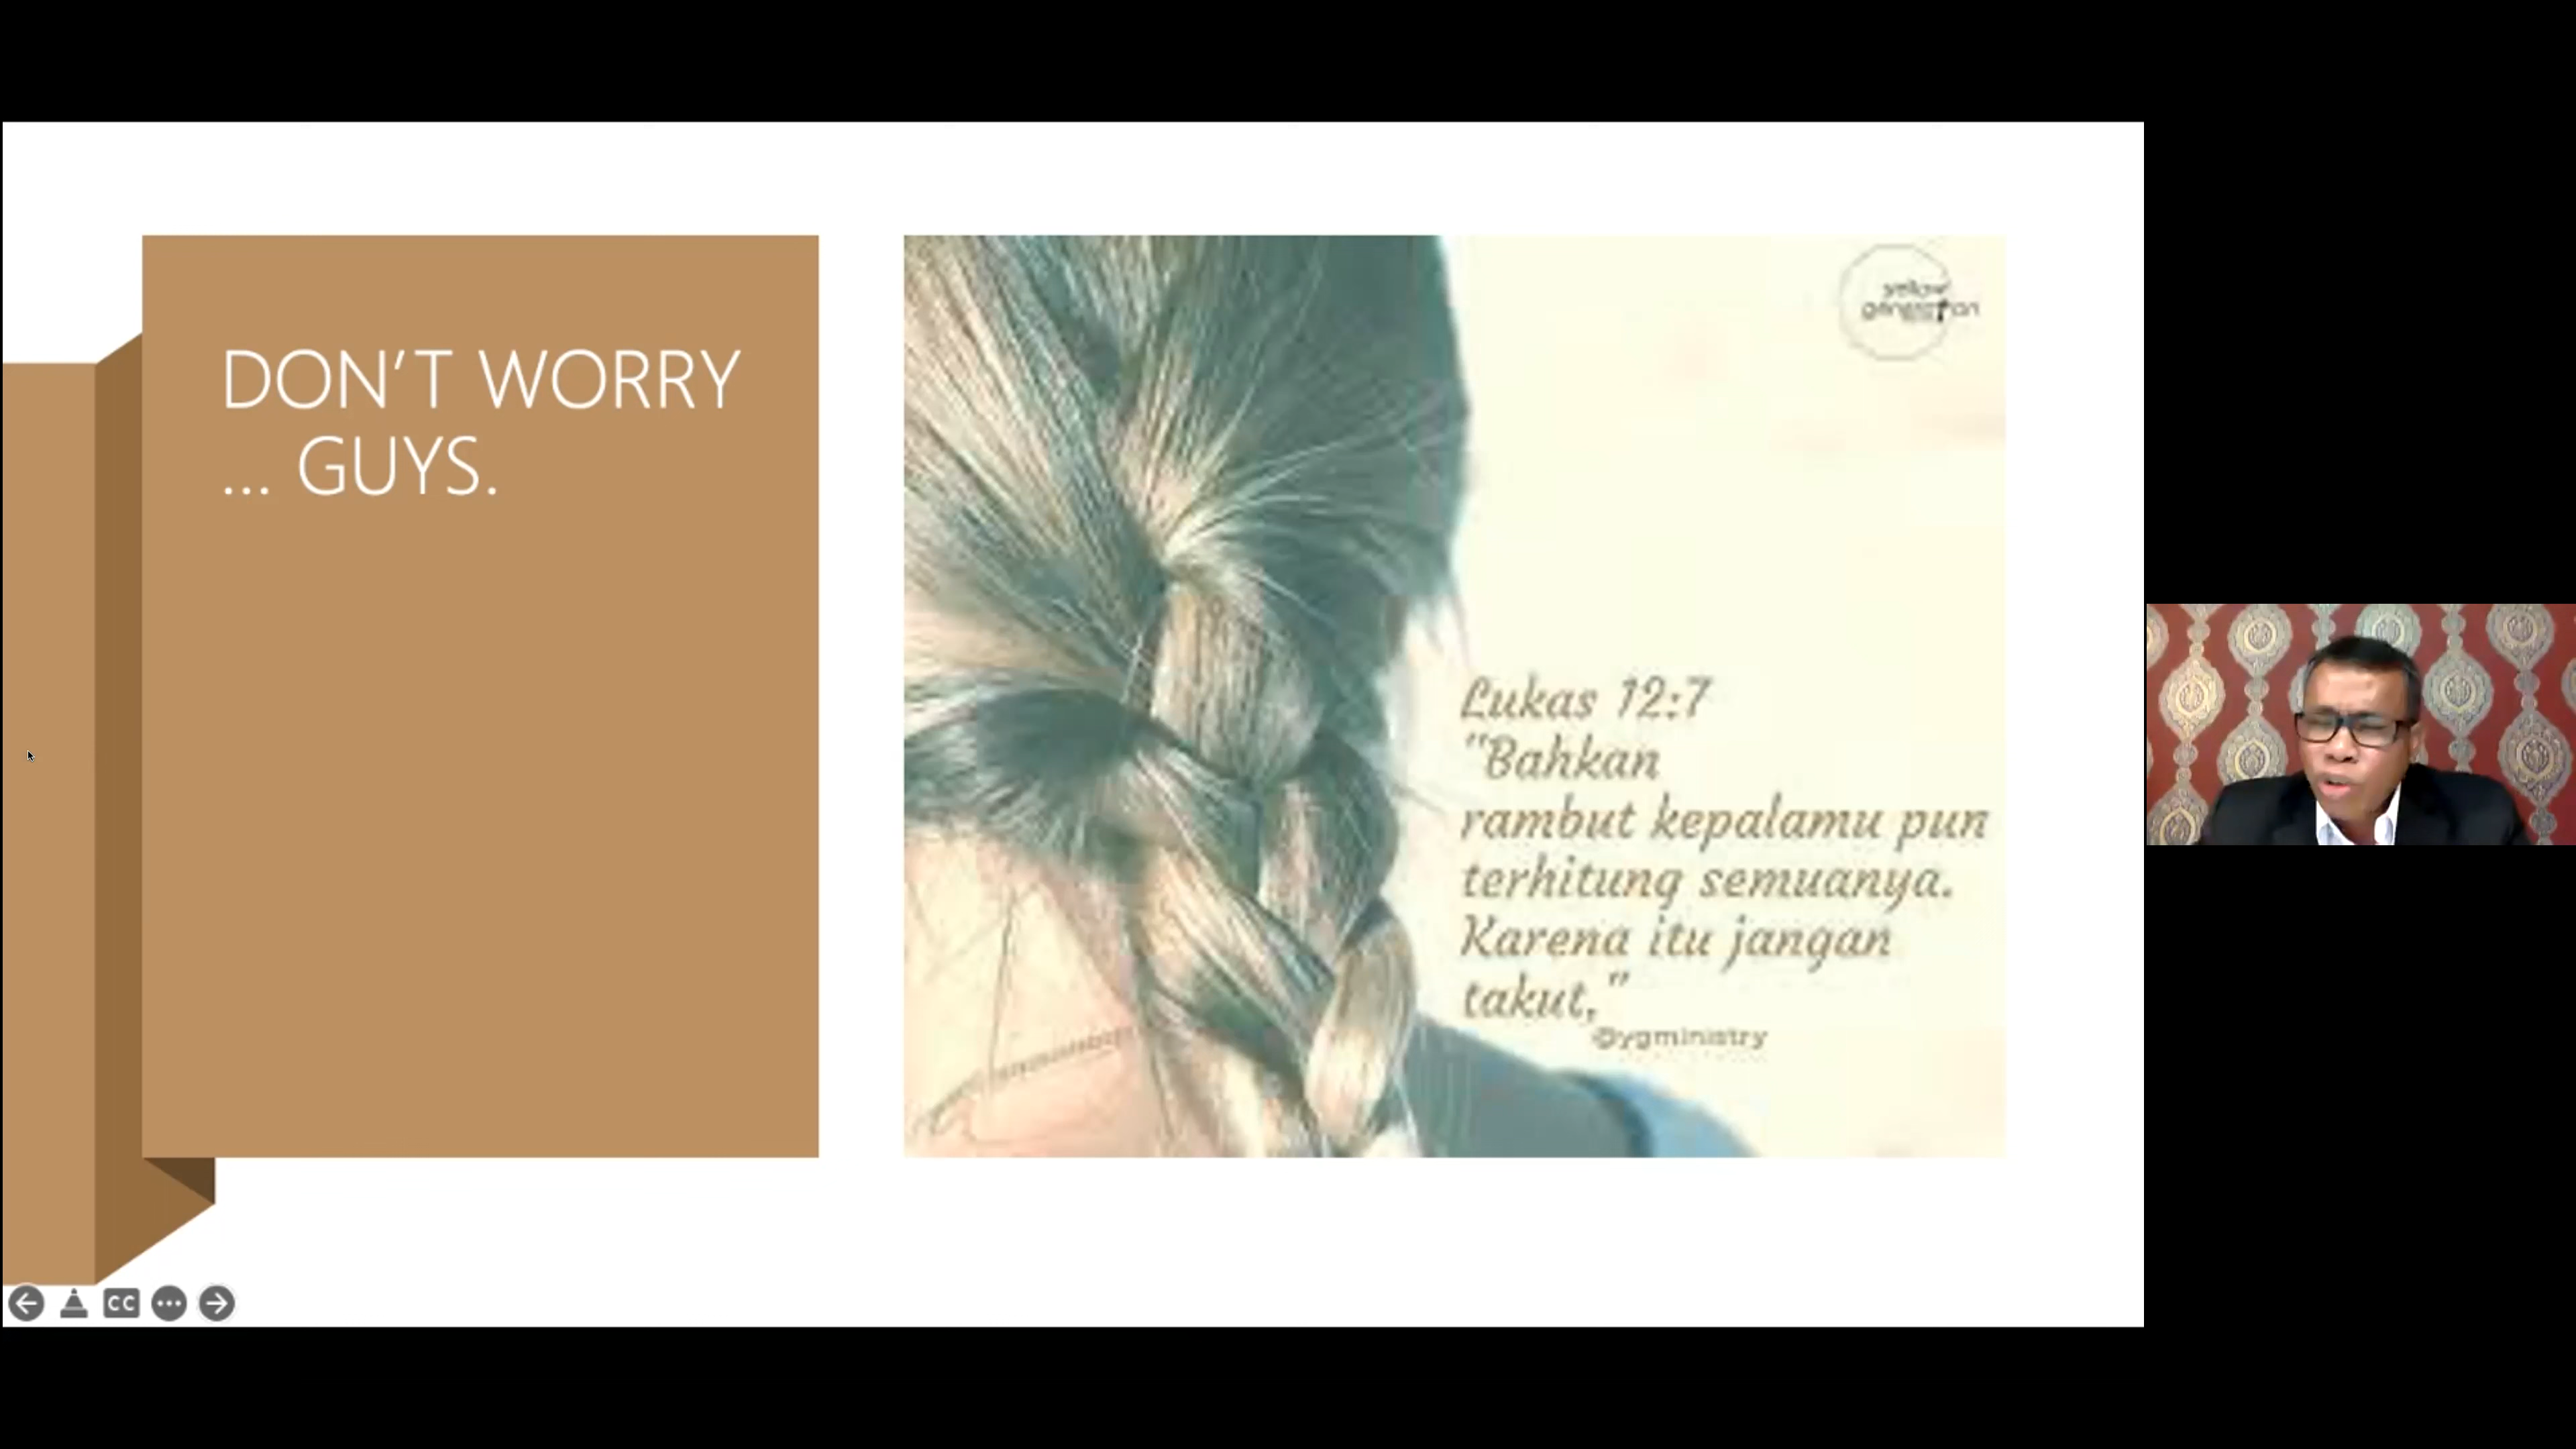 DON'T WORRY
... GUYS.
yellow
generation
Lukas 12:7
"Bahkan
rambut kepalamu pun
terhitung semuanya.
Karena itu jangan
takut,"
@ygministry
CC